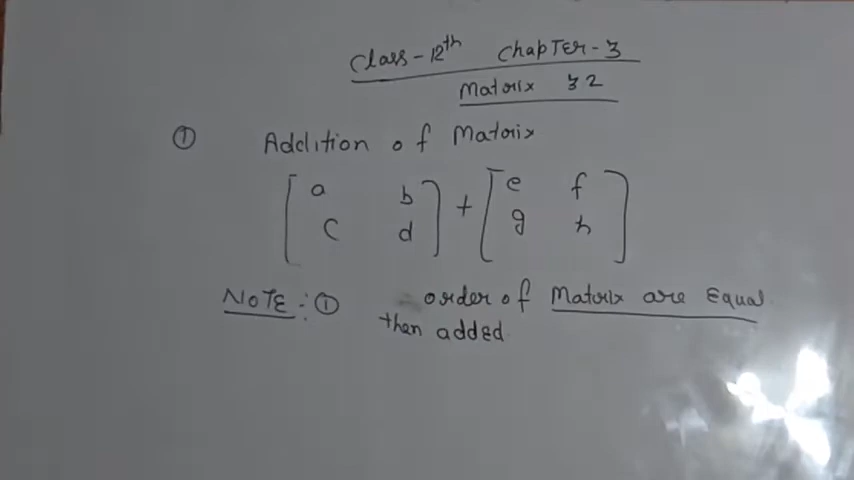 Class-12th ChapTER-3
Matrix 32
① Addition of Matrix
[ a b ] + [ e f ]
[ c d ] [ g h ]
NOTE:① order of Matrix are Equal.
then added.